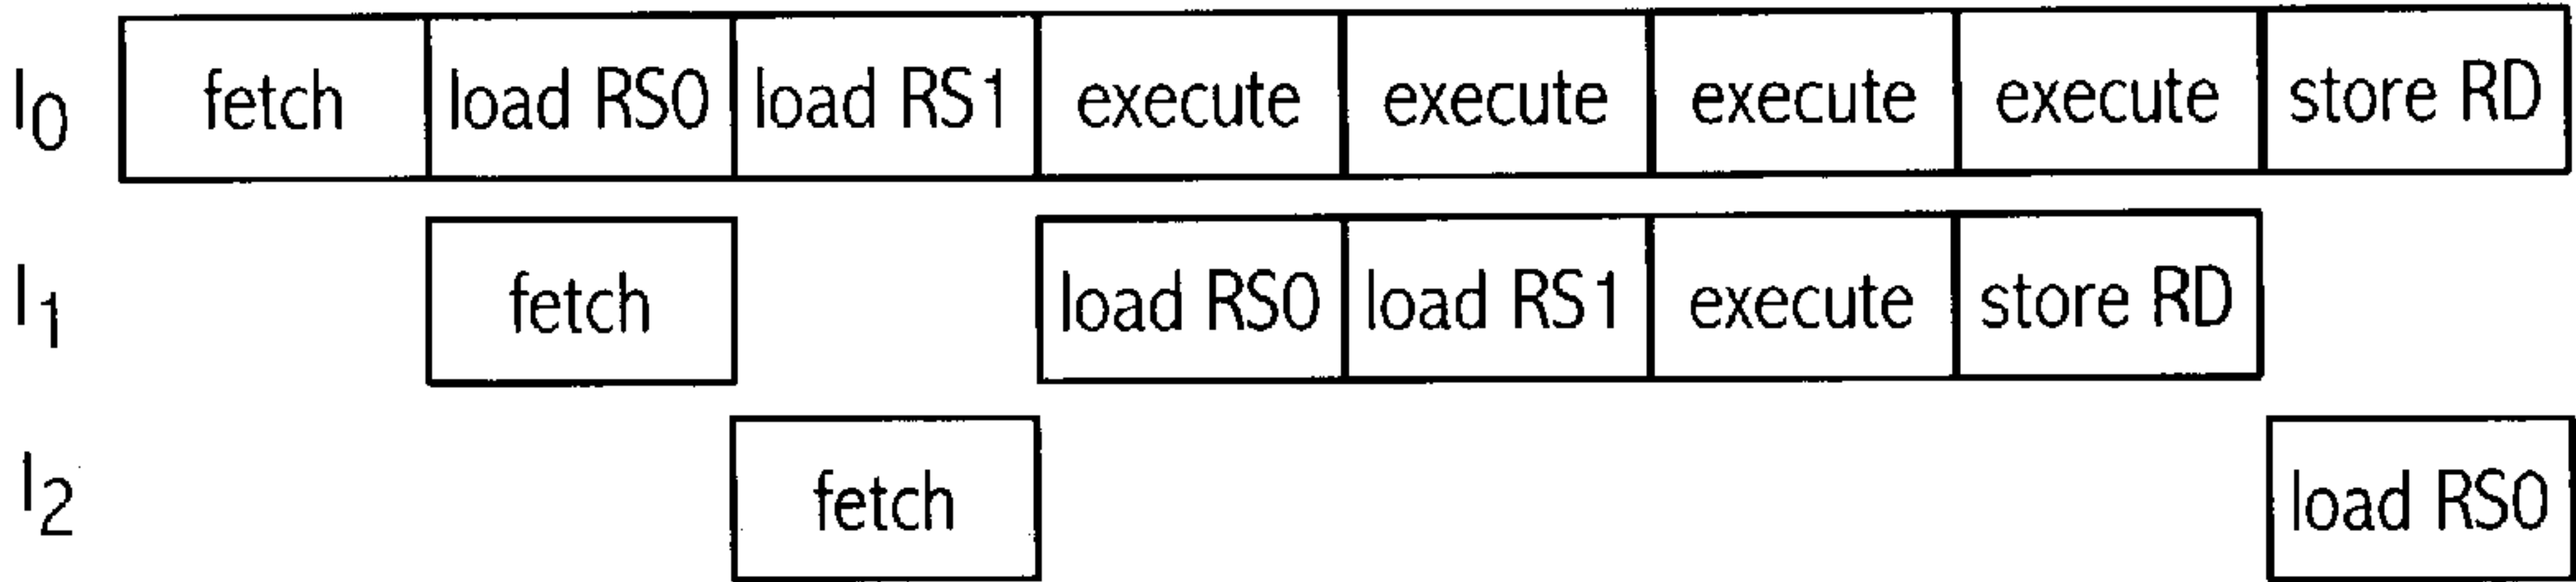 I0 fetch load RS0 load RS1 execute execute execute execute store RD
I1 fetch load RS0 load RS1 execute store RD
I2 fetch load RS0